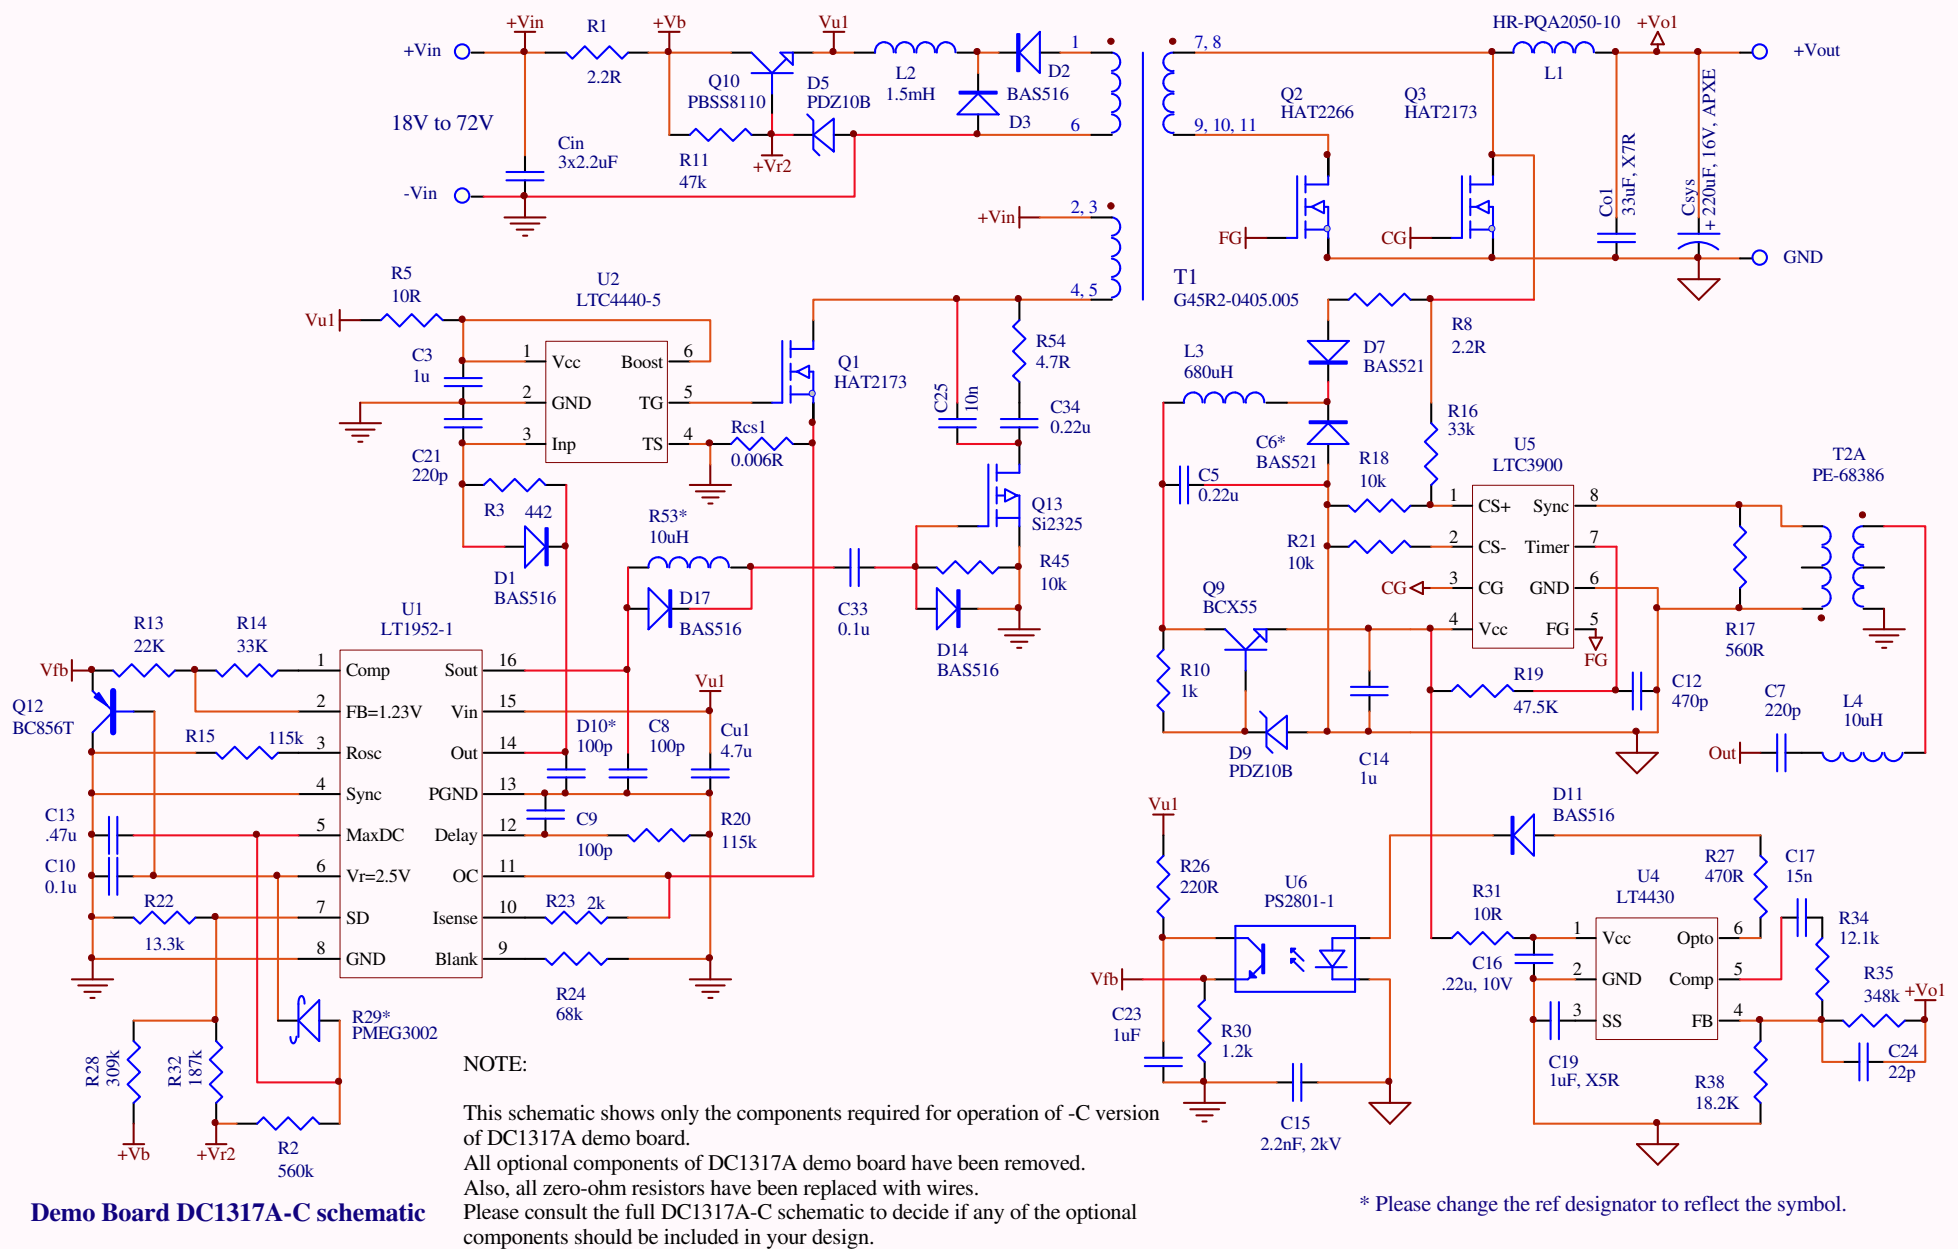 +Vin
R1
+Vb
Vu1
HR-PQA2050-10
+Vo1
+Vin
2.2R
Q10
PBSS8110
D5
PDZ10B
L2
1.5mH
D2
BAS516
D3
1
6
7, 8
9, 10, 11
L1
+Vout
18V to 72V
Cin
3x2.2uF
R11
47k
+Vr2
-Vin
Q2
HAT2266
Q3
HAT2173
Co1
33uF, X7R
Csys
+ 220uF, 16V, APXE
+Vin
2, 3
4, 5
FG
CG
GND
T1
G45R2-0405.005
R5
10R
Vu1
U2
LTC4440-5
C3
1u
1
Vcc
Boost
6
2
GND
TG
5
3
Inp
TS
4
C21
220p
Q1
HAT2173
Rcs1
0.006R
R54
4.7R
C25
10n
C34
0.22u
R8
2.2R
D7
BAS521
L3
680uH
C6*
BAS521
R16
33k
R18
10k
C5
0.22u
U5
LTC3900
T2A
PE-68386
1
CS+
Sync
8
2
CS-
Timer
7
3
CG
GND
6
4
Vcc
FG
5
R21
10k
CG
FG
R3
442
D1
BAS516
R53*
10uH
D17
BAS516
Q13
Si2325
R45
10k
C33
0.1u
D14
BAS516
Q9
BCX55
R10
1k
D9
PDZ10B
C14
1u
R19
47.5K
C12
470p
R17
560R
C7
220p
L4
10uH
Out
R13
22K
R14
33K
U1
LT1952-1
Vfb
Q12
BC856T
R15
115k
1
Comp
Sout
16
2
FB=1.23V
Vin
15
3
Rosc
Out
14
4
Sync
PGND
13
5
MaxDC
Delay
12
6
Vr=2.5V
OC
11
7
SD
Isense
10
8
GND
Blank
9
Vu1
D10*
100p
C8
100p
Cu1
4.7u
C9
100p
R20
115k
C13
.47u
C10
0.1u
R22
13.3k
R23
2k
R24
68k
R29*
PMEG3002
R28
309k
R32
187k
+Vb
+Vr2
R2
560k
Vu1
R26
220R
U6
PS2801-1
Vfb
C23
1uF
R30
1.2k
C15
2.2nF, 2kV
D11
BAS516
R27
470R
C17
15n
R31
10R
U4
LT4430
1
Vcc
Opto
6
2
GND
Comp
5
3
SS
FB
4
C16
.22u, 10V
C19
1uF, X5R
R34
12.1k
R35
348k
+Vo1
C24
22p
R38
18.2K
NOTE:
This schematic shows only the components required for operation of -C version
of DC1317A demo board.
All optional components of DC1317A demo board have been removed.
Also, all zero-ohm resistors have been replaced with wires.
Please consult the full DC1317A-C schematic to decide if any of the optional
components should be included in your design.
Demo Board DC1317A-C schematic
* Please change the ref designator to reflect the symbol.